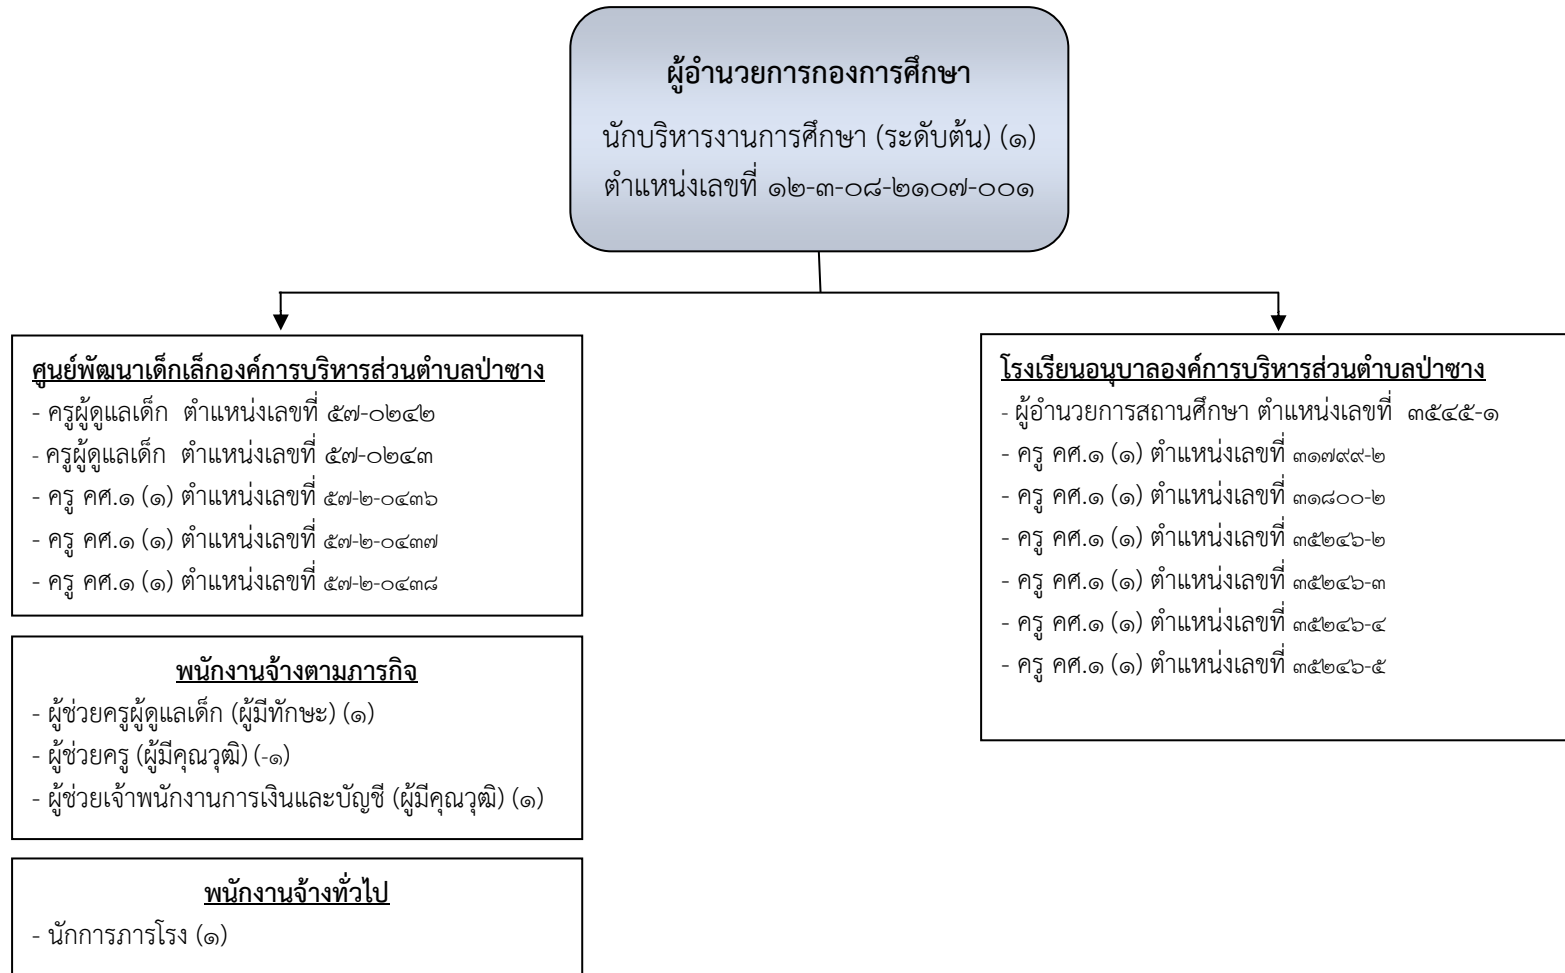 ผู้อำนวยการกองการศึกษา
นักบริหารงานการศึกษา (ระดับต้น) (๑)
ตำแหน่งเลขที่ ๑๒-๓-๐๘-๒๑๐๗-๐๐๑
ศูนย์พัฒนาเด็กเล็กองค์การบริหารส่วนตำบลป่าซาง
- ครูผู้ดูแลเด็ก ตำแหน่งเลขที่ ๕๗-๐๒๔๒
- ครูผู้ดูแลเด็ก ตำแหน่งเลขที่ ๕๗-๐๒๔๓
- ครู คศ.๑ (๑) ตำแหน่งเลขที่ ๕๗-๒-๐๔๓๖
- ครู คศ.๑ (๑) ตำแหน่งเลขที่ ๕๗-๒-๐๔๓๗
- ครู คศ.๑ (๑) ตำแหน่งเลขที่ ๕๗-๒-๐๔๓๘
พนักงานจ้างตามภารกิจ
- ผู้ช่วยครูผู้ดูแลเด็ก (ผู้มีทักษะ) (๑)
- ผู้ช่วยครู (ผู้มีคุณวุฒิ) (-๑)
- ผู้ช่วยเจ้าพนักงานการเงินและบัญชี (ผู้มีคุณวุฒิ) (๑)
พนักงานจ้างทั่วไป
- นักการภารโรง (๑)
โรงเรียนอนุบาลองค์การบริหารส่วนตำบลป่าซาง
- ผู้อำนวยการสถานศึกษา ตำแหน่งเลขที่ ๓๕๔๕-๑
- ครู คศ.๑ (๑) ตำแหน่งเลขที่ ๓๑๗๙๙-๒
- ครู คศ.๑ (๑) ตำแหน่งเลขที่ ๓๑๘๐๐-๒
- ครู คศ.๑ (๑) ตำแหน่งเลขที่ ๓๕๒๔๖-๒
- ครู คศ.๑ (๑) ตำแหน่งเลขที่ ๓๕๒๔๖-๓
- ครู คศ.๑ (๑) ตำแหน่งเลขที่ ๓๕๒๔๖-๔
- ครู คศ.๑ (๑) ตำแหน่งเลขที่ ๓๕๒๔๖-๕